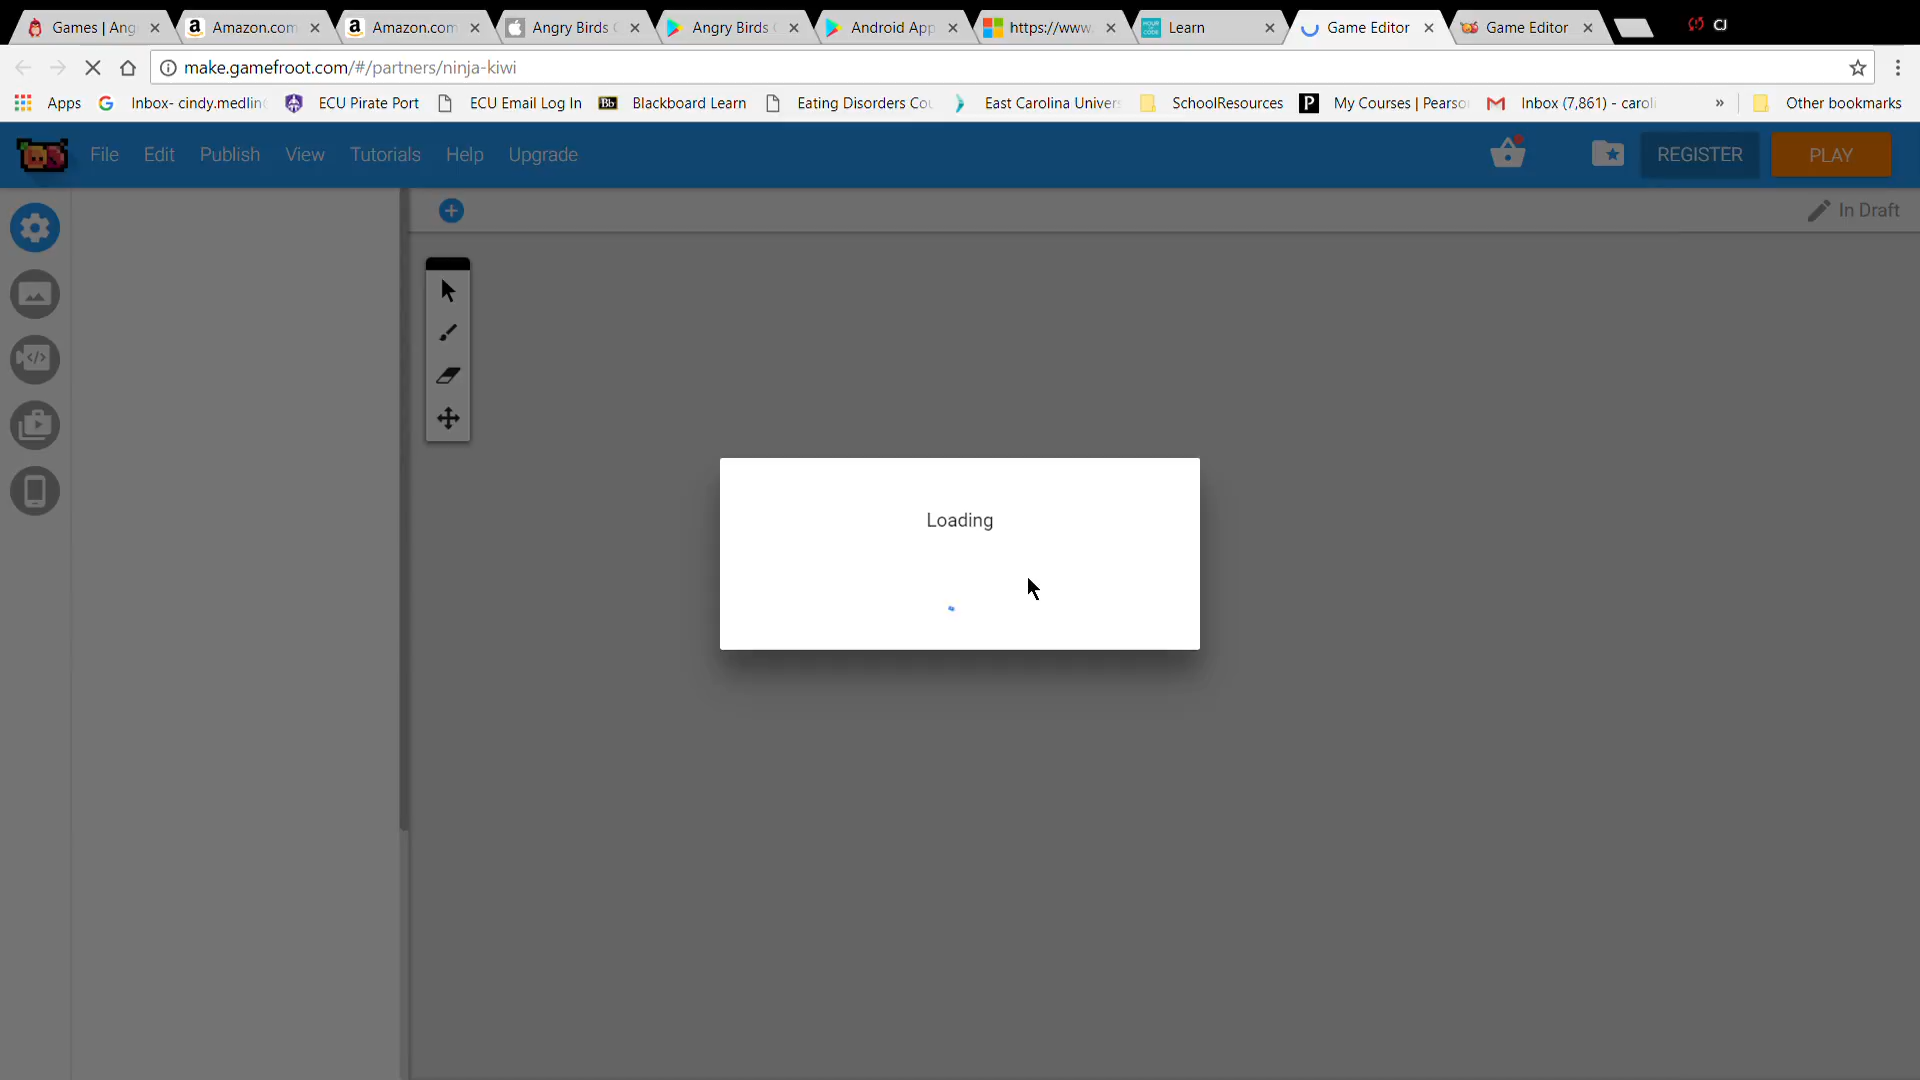 Games | Ang
Amazon.com
Amazon.com
Angry Birds
Angry Birds
Android App
https://www.
Learn
Game Editor
Game Editor
CJ
make.gamefroot.com/#/partners/ninja-kiwi
Apps
Inbox- cindy.medlin
ECU Pirate Port
ECU Email Log In
Bb Blackboard Learn
Eating Disorders Cou
East Carolina Univer
SchoolResources
P My Courses | Pearso
Inbox (7,861) - caroli
»
Other bookmarks
File Edit Publish View Tutorials Help Upgrade
REGISTER
PLAY
In Draft
Loading